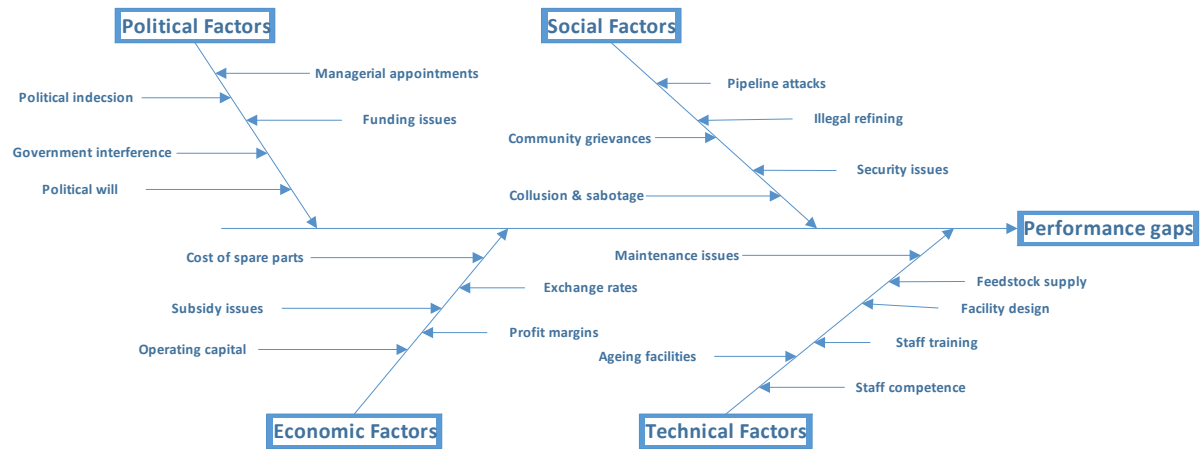 Political Factors
Social Factors
Managerial appointments
Pipeline attacks
Political indecsion
Funding issues
Illegal refining
Community grievances
Government interference
Security issues
Political will
Collusion & sabotage
Performance gaps
Cost of spare parts
Maintenance issues
Exchange rates
Feedstock supply
Subsidy issues
Facility design
Profit margins
Operating capital
Staff training
Ageing facilities
Staff competence
Economic Factors
Technical Factors